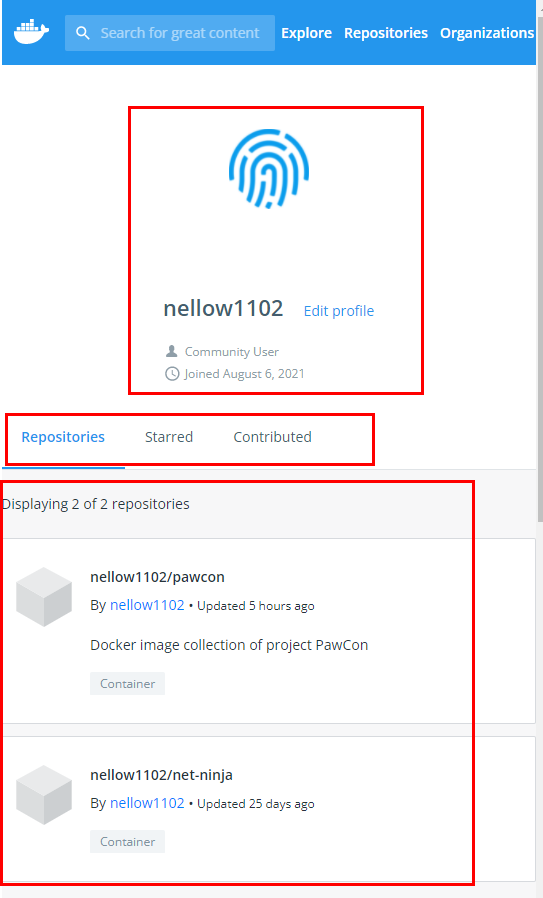 Search for great content Explore Repositories Organizations
nellow1102 Edit profile
Community User
Joined August 6, 2021
Repositories Starred Contributed
Displaying 2 of 2 repositories
nellow1102/pawcon
By nellow1102 • Updated 5 hours ago
Docker image collection of project PawCon
Container
nellow1102/net-ninja
By nellow1102 • Updated 25 days ago
Container